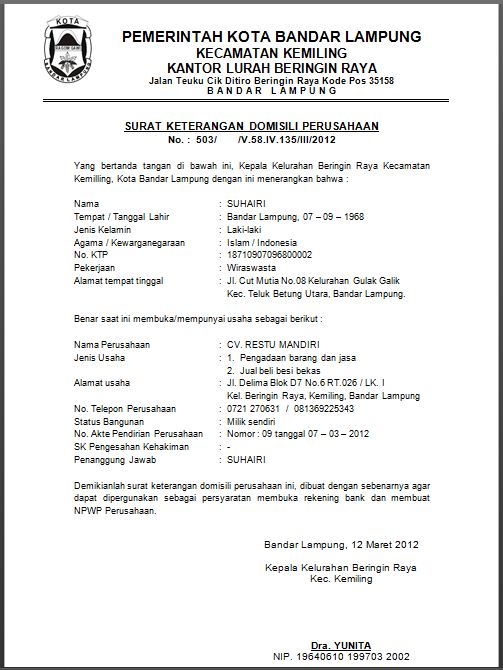 KOTA
RAGOM GAWI
BANDAR LAMPUNG
PEMERINTAH KOTA BANDAR LAMPUNG
KECAMATAN KEMILING
KANTOR LURAH BERINGIN RAYA
Jalan Teuku Cik Ditiro Beringin Raya Kode Pos 35158
BANDAR LAMPUNG
SURAT KETERANGAN DOMISILI PERUSAHAAN
No. : 503/ /V.58.IV.135/III/2012
Yang bertanda tangan di bawah ini, Kepala Kelurahan Beringin Raya Kecamatan
Kemilling, Kota Bandar Lampung dengan ini menerangkan bahwa :
Nama : SUHAIRI
Tempat / Tanggal Lahir : Bandar Lampung, 07 – 09 – 1968
Jenis Kelamin : Laki-laki
Agama / Kewarganegaraan : Islam / Indonesia
No. KTP : 18710907096800002
Pekerjaan : Wiraswasta
Alamat tempat tinggal : Jl. Cut Mutia No.08 Kelurahan Gulak Galik
Kec. Teluk Betung Utara, Bandar Lampung.
Benar saat ini membuka/mempunyai usaha sebagai berikut :
Nama Perusahaan : CV. RESTU MANDIRI
Jenis Usaha : 1. Pengadaan barang dan jasa
2. Jual beli besi bekas
Alamat usaha : Jl. Delima Blok D7 No.6 RT.026 / LK. I
Kel. Beringin Raya, Kemiling, Bandar Lampung
No. Telepon Perusahaan : 0721 270631 / 081369225343
Status Bangunan : Milik sendiri
No. Akte Pendirian Perusahaan : Nomor : 09 tanggal 07 – 03 – 2012
SK Pengesahan Kehakiman : -
Penanggung Jawab : SUHAIRI
Demikianlah surat keterangan domisili perusahaan ini, dibuat dengan sebenarnya agar
dapat dipergunakan sebagai persyaratan membuka rekening bank dan membuat
NPWP Perusahaan.
Bandar Lampung, 12 Maret 2012
Kepala Kelurahan Beringin Raya
Kec. Kemiling
Dra. YUNITA
NIP. 19640610 199703 2002